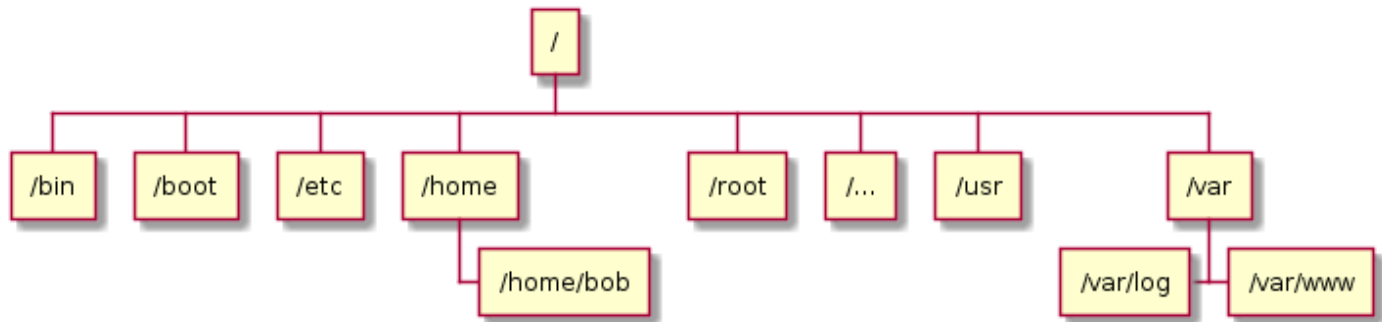 /
/bin
/boot
/etc
/home
/root
/...
/usr
/var
/home/bob
/var/log
/var/www